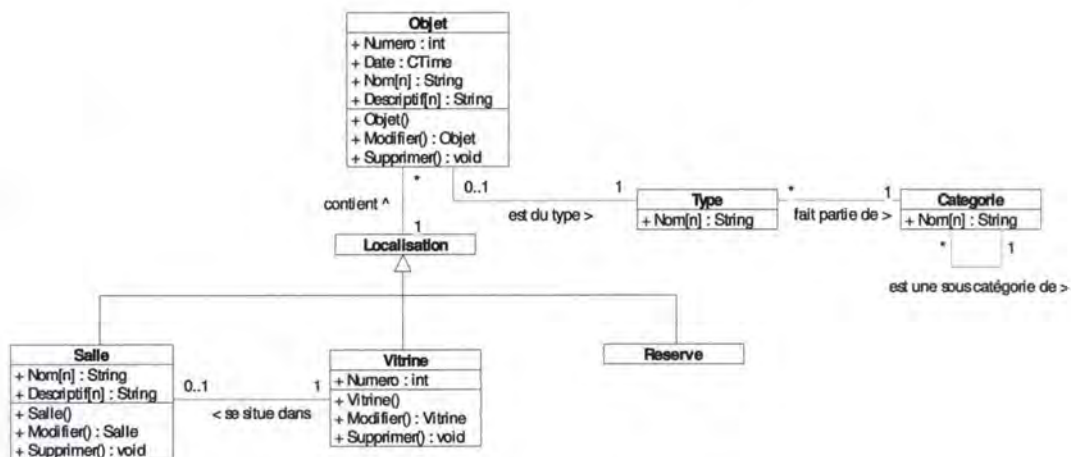 Objet
+ Numero : int
+ Date : CTime
+ Nom[n] : String
+ Descriptif[n] : String
+ Objet()
+ Modifier() : Objet
+ Supprimer() : void
*
0..1
1
est du type >
Type
+ Nom[n] : String
*
1
fait partie de >
Categorie
+ Nom[n] : String
*
1
est une souscatégorie de >
contient ^
1
Localisation
Salle
+ Nom[n] : String
+ Descriptif[n] : String
+ Salle()
+ Modifier() : Salle
+ Supprimer() : void
0..1
1
< se situe dans
Vitrine
+ Numero : int
+ Vitrine()
+ Modifier() : Vitrine
+ Supprimer() : void
Reserve